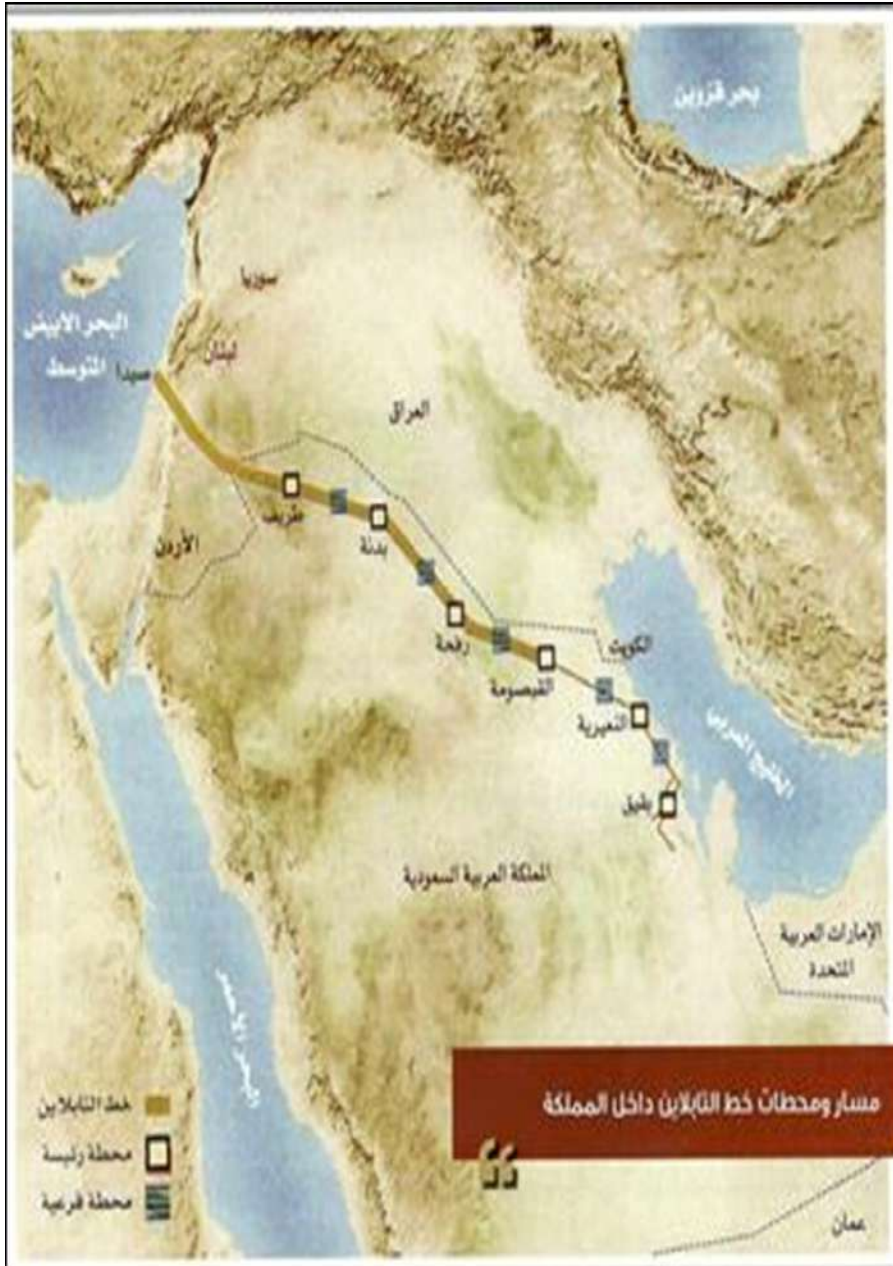 بحر قزوين
سوريا
البحر الابيض
المتوسط
لبنان
صيدا
العراق
طريف
بدنة
الأردن
رفحة
الكويت
القيصومة
النعيرية
الخليج العربي
بقيق
المملكة العربية السعودية
الإمارات العربية
المتحدة
البحر الأحمر
مسار ومحطات خط التابلاين داخل المملكة
خط التابلاين
محطة رئيسة
محطة فرعية
عمان